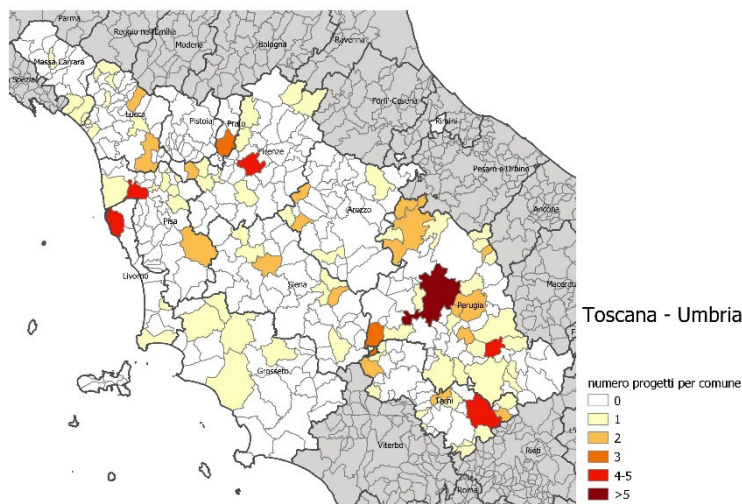 Parma
Reggio nell'Emilia
Modena
Bologna
Ravenna
Massa Carrara
Forli'-Cesena
Lucca
Pistoia
Prato
Rimini
Firenze
Pesaro e Urbino
Ancona
Arezzo
Pisa
Livorno
Siena
Perugia
Toscana - Umbria
Grosseto
numero progetti per comune
0
Terni
1
Viterbo
2
Rieti
3
4-5
Roma
>5